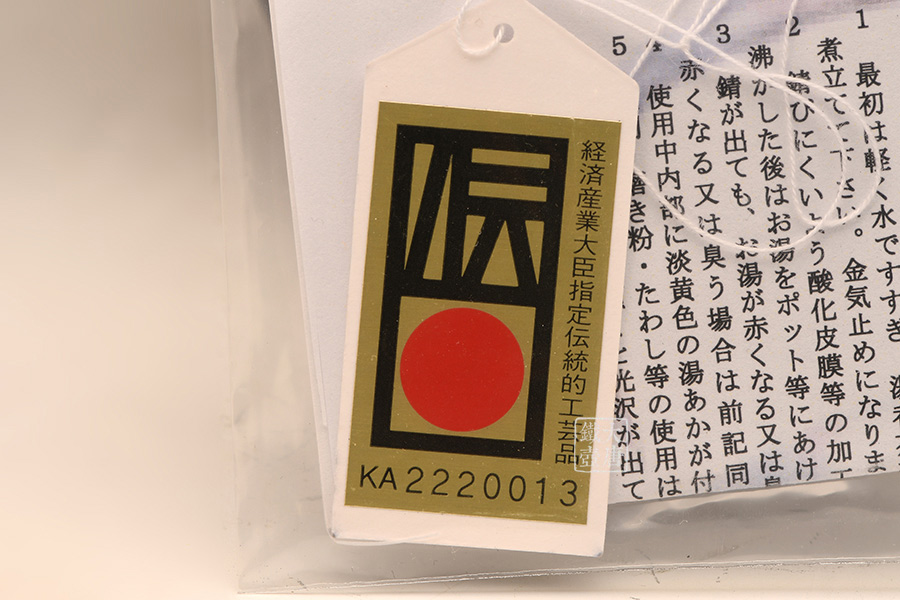 伝
経済産業大臣指定伝統的工芸品
KA2220013
1 最初は軽く水ですすぎ
煮立てて下さい。金気止めになりま
2 錆びにくいよう酸化皮膜等の加工
沸かした後はお湯をポット等にあけ
3 錆が出ても、お湯が赤くなる又は臭
赤くなる又は臭う場合は前記同
4 使用中内部に淡黄色の湯あかが付
5 磨き粉・たわし等の使用は
と光沢が出て